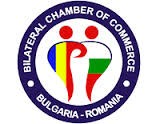 BILATERAL CHAMBER OF COMMERCE
BULGARIA - ROMANIA